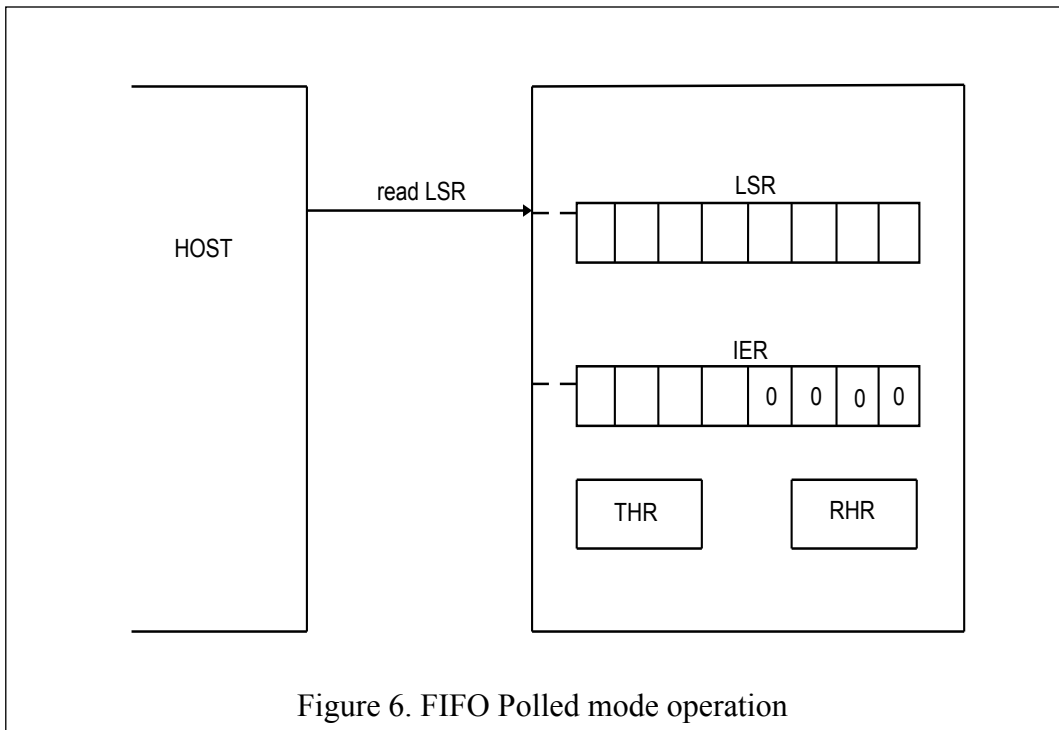 LSR
read LSR
HOST
IER
0 0 0 0
THR RHR
Figure 6. FIFO Polled mode operation